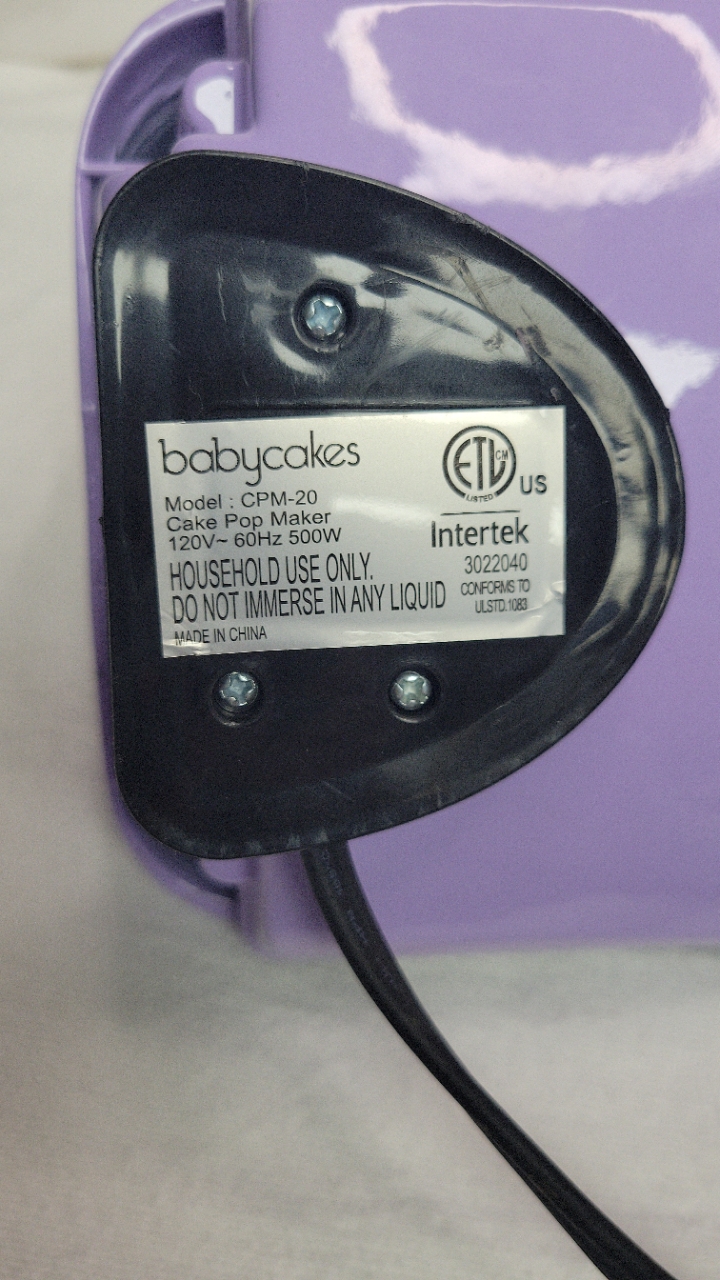 babycakes
Model : CPM-20
Cake Pop Maker
120V~ 60Hz 500W
HOUSEHOLD USE ONLY.
DO NOT IMMERSE IN ANY LIQUID
MADE IN CHINA
ETL CM
LISTED
US
Intertek
3022040
CONFORMS TO
ULSTD.1083